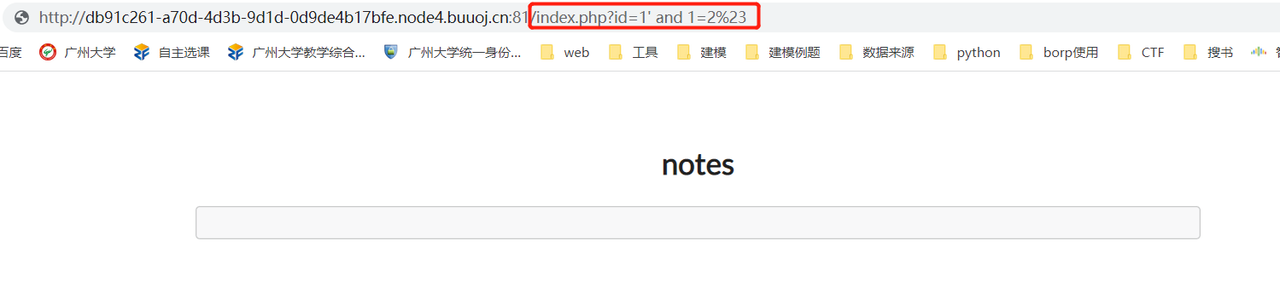 http://db91c261-a70d-4d3b-9d1d-0d9de4b17bfe.node4.buuoj.cn:81/index.php?id=1' and 1=2%23
百度 广州大学 自主选课 广州大学教学综合... 广州大学统一身份... web 工具 建模 建模例题 数据来源 python borp使用 CTF 搜书
notes